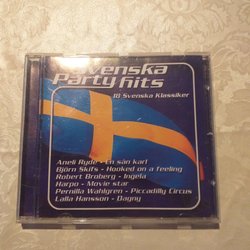 Svenska
Party hits
18 Svenska Klassiker
Aneli Ryde - En sån karl
Björn Skifs - Hooked on a feeling
Robert Broberg - Ingela
Harpo - Movie star
Pernilla Wahlgren - Piccadilly Circus
Lalla Hansson - Dagny